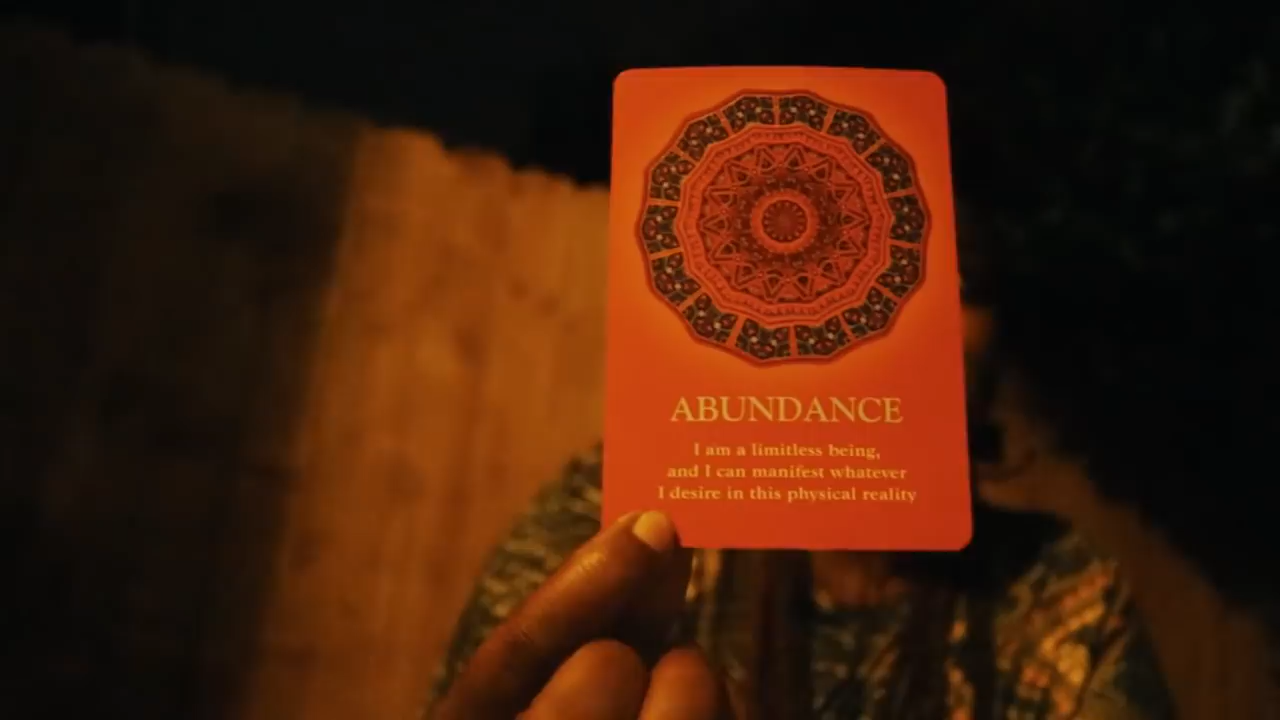 ABUNDANCE
I am a limitless being,
and I can manifest whatever
I desire in this physical reality